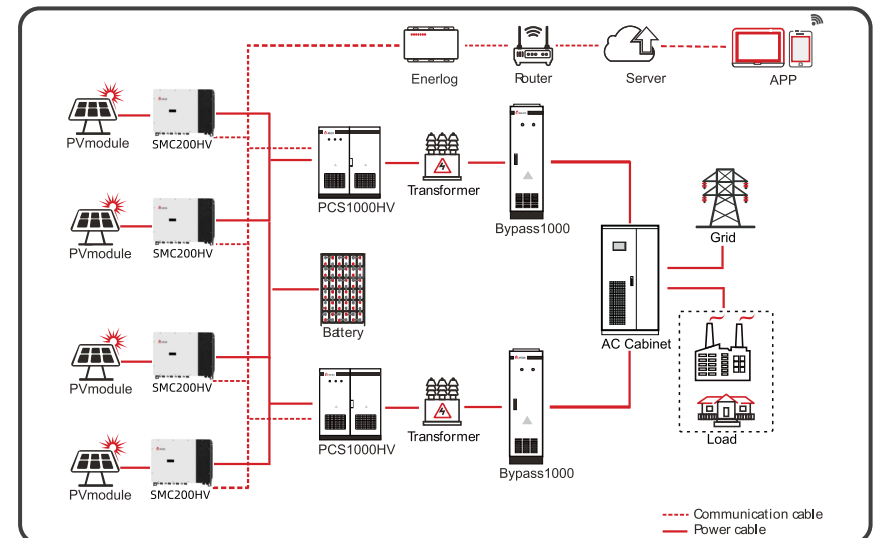 Enerlog
Router
Server
APP
PVmodule
SMC200HV
PCS1000HV
Transformer
Bypass1000
PVmodule
SMC200HV
Grid
Battery
AC Cabinet
PVmodule
SMC200HV
PCS1000HV
Transformer
Bypass1000
Load
PVmodule
SMC200HV
Communication cable
Power cable